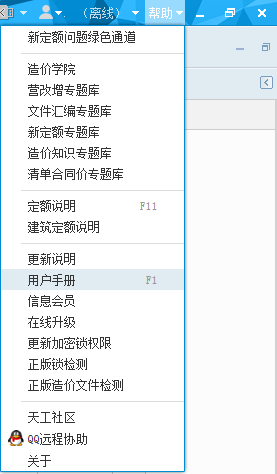 （离线） 帮助
新定额问题绿色通道
造价学院
营改增专题库
文件汇编专题库
新定额专题库
造价知识专题库
清单合同价专题库
定额说明 F11
建筑定额说明
更新说明
用户手册 F1
信息会员
在线升级
更新加密锁权限
正版锁检测
正版造价文件检测
天工社区
QQ远程协助
关于